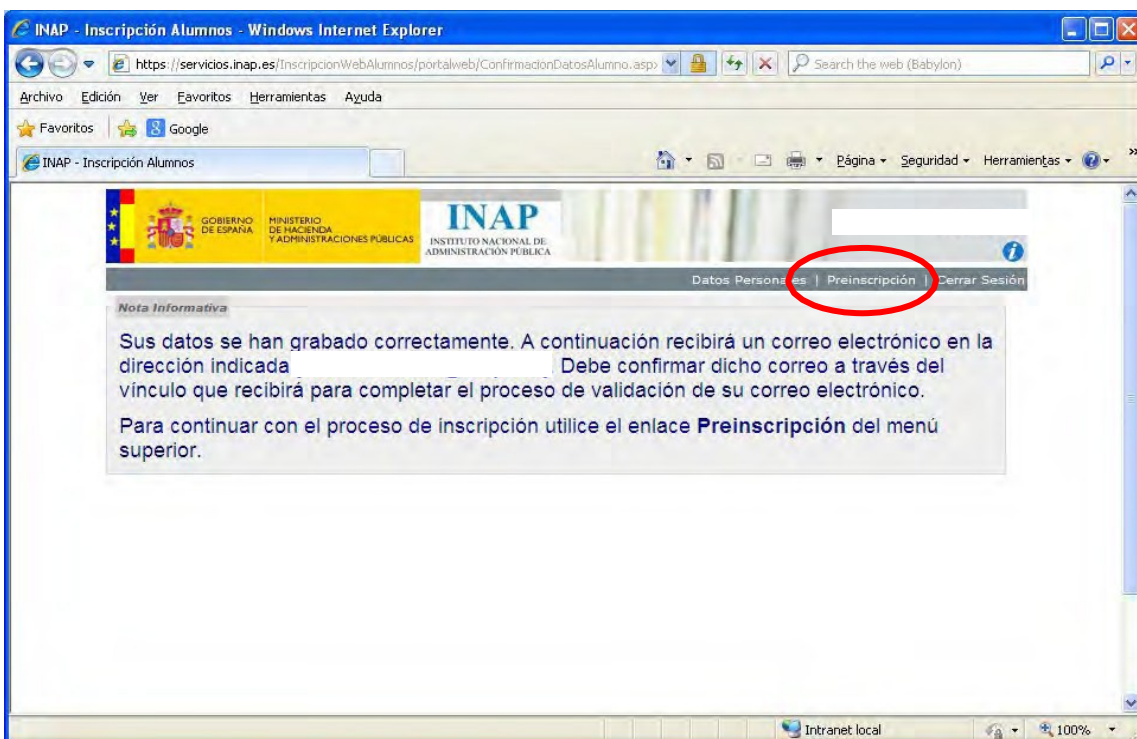 INAP - Inscripción Alumnos - Windows Internet Explorer
https://servicios.inap.es/InscripcionWebAlumnos/portalweb/ConfirmacionDatosAlumno.asp
Search the web (Babylon)
Archivo Edición Ver Favoritos Herramientas Ayuda
Favoritos Google
INAP - Inscripción Alumnos
Página Seguridad Herramientas
GOBIERNO
DE ESPAÑA
MINISTERIO
DE HACIENDA
Y ADMINISTRACIONES PÚBLICAS
INAP
INSTITUTO NACIONAL DE
ADMINISTRACIÓN PÚBLICA
Datos Personales | Preinscripción | Cerrar Sesión
Nota Informativa
Sus datos se han grabado correctamente. A continuación recibirá un correo electrónico en la
dirección indicada . Debe confirmar dicho correo a través del
vínculo que recibirá para completar el proceso de validación de su correo electrónico.
Para continuar con el proceso de inscripción utilice el enlace Preinscripción del menú
superior.
Intranet local 100%